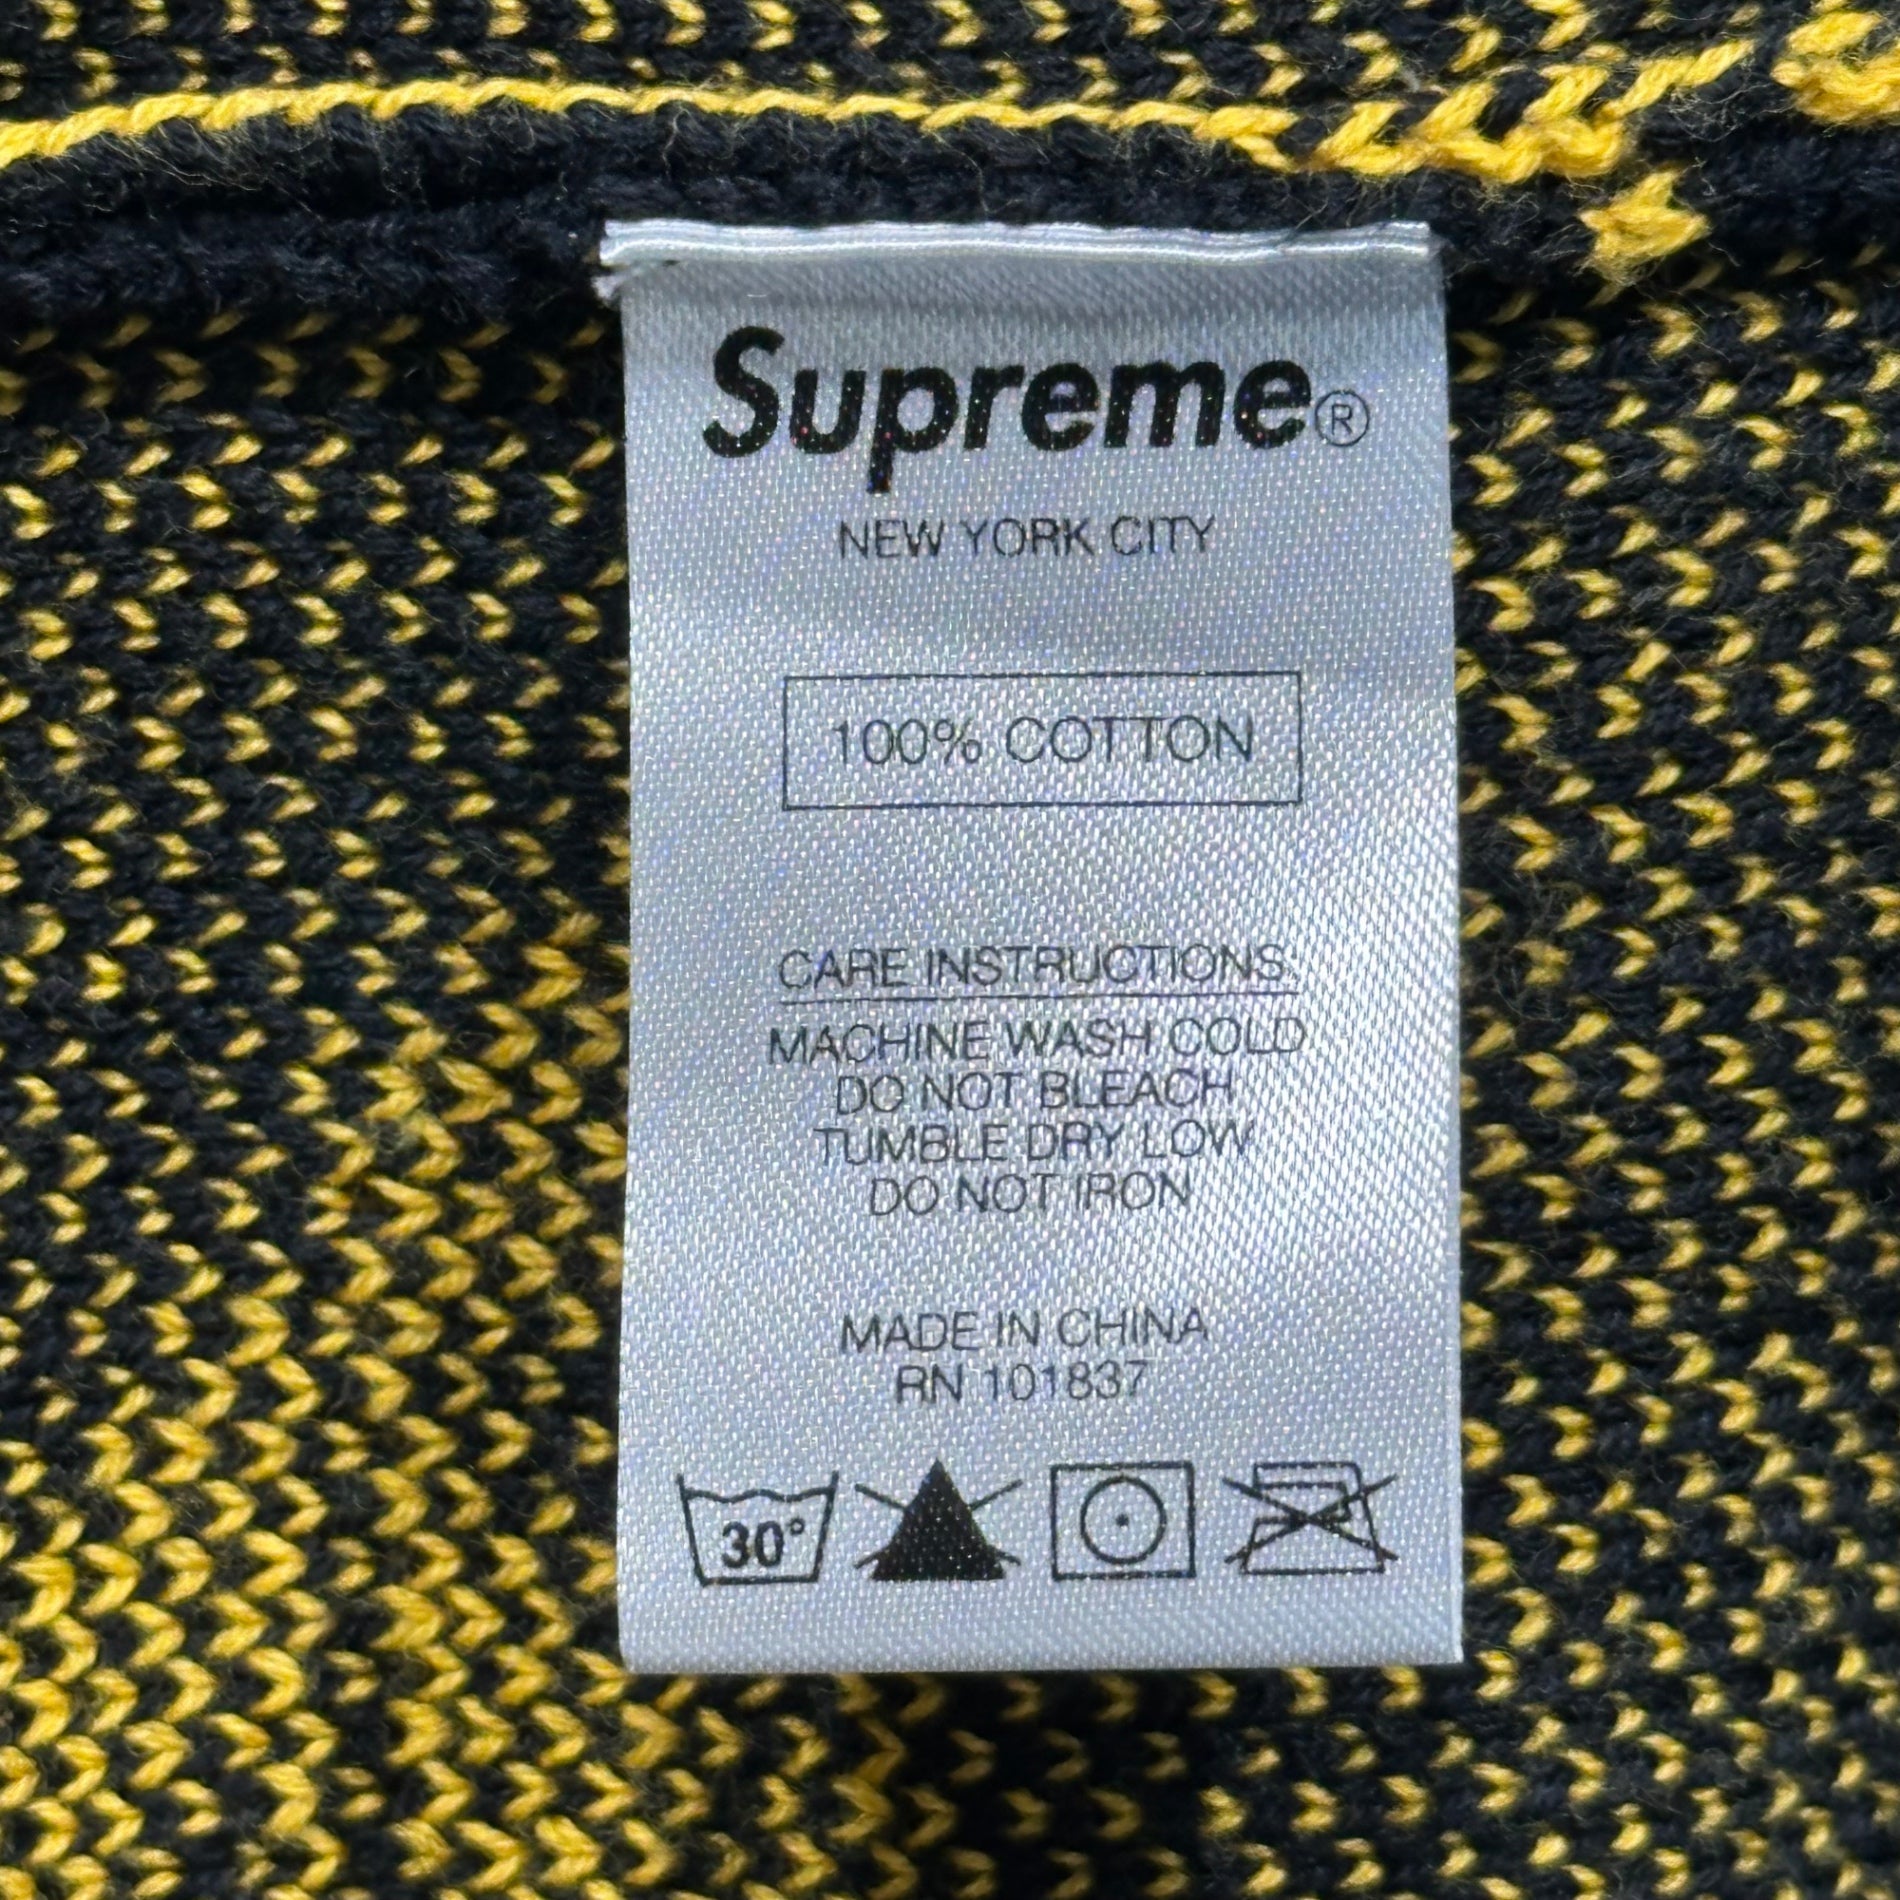 Supreme®
NEW YORK CITY
100% COTTON
CARE INSTRUCTIONS
MACHINE WASH COLD
DO NOT BLEACH
TUMBLE DRY LOW
DO NOT IRON
MADE IN CHINA
RN 101837
30°